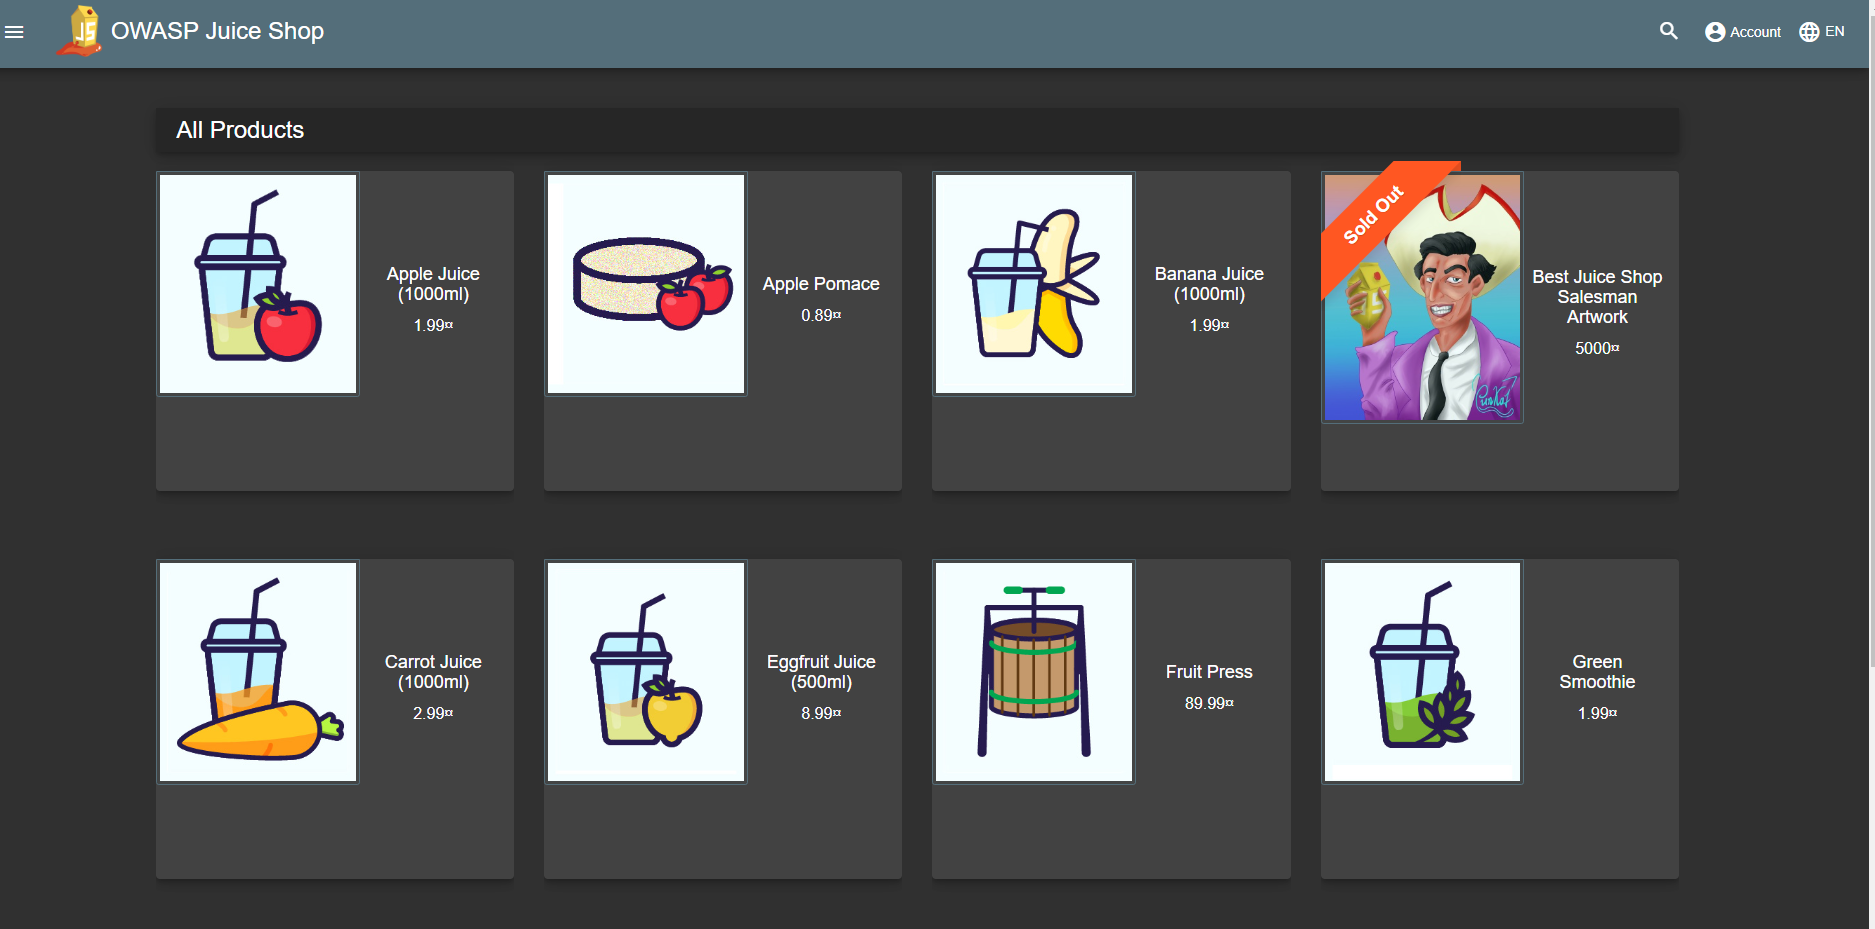 OWASP Juice Shop
Account
EN
All Products
Apple Juice
(1000ml)
1.99¤
Apple Pomace
0.89¤
Banana Juice
(1000ml)
1.99¤
Sold Out
Best Juice Shop
Salesman
Artwork
5000¤
Carrot Juice
(1000ml)
2.99¤
Eggfruit Juice
(500ml)
8.99¤
Fruit Press
89.99¤
Green
Smoothie
1.99¤